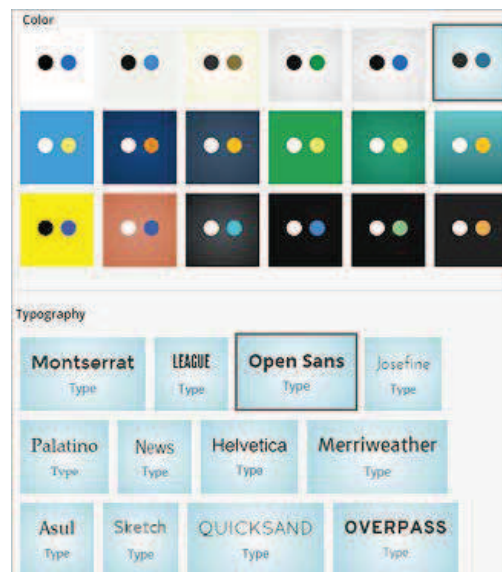 Color
Typography
Montserrat LEAGUE Open Sans Josefine
Type Type Type Type
Palatino News Helvetica Merriweather
Type Type Type Type
Asul Sketch QUICKSAND OVERPASS
Type Type Type Type